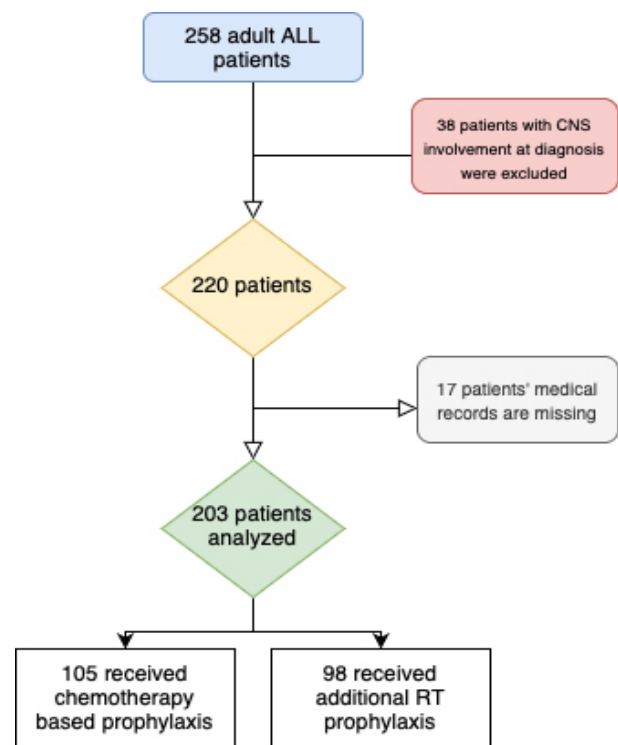 258 adult ALL
patients
38 patients with CNS
involvement at diagnosis
were excluded
220 patients
17 patients' medical
records are missing
203 patients
analyzed
105 received
chemotherapy
based prophylaxis
98 received
additional RT
prophylaxis